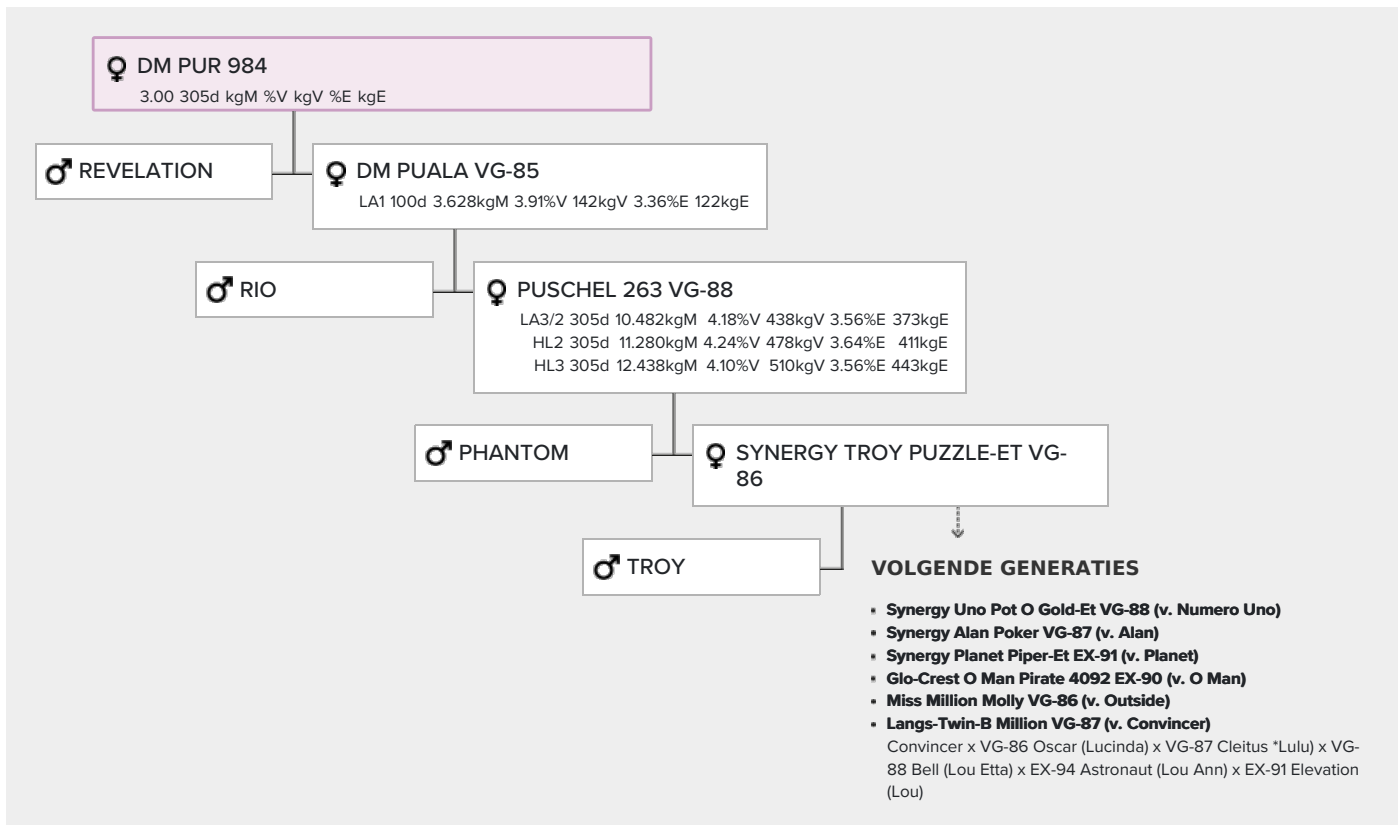 DM PUR 984
3.00 305d kgM %V kgV %E kgE
REVELATION
DM PUALA VG-85
LA1 100d 3.628kgM 3.91%V 142kgV 3.36%E 122kgE
RIO
PUSCHEL 263 VG-88
LA3/2 305d 10.482kgM 4.18%V 438kgV 3.56%E 373kgE
HL2 305d 11.280kgM 4.24%V 478kgV 3.64%E 411kgE
HL3 305d 12.438kgM 4.10%V 510kgV 3.56%E 443kgE
PHANTOM
SYNERGY TROY PUZZLE-ET VG-
86
TROY
VOLGENDE GENERATIES
▪ Synergy Uno Pot O Gold-Et VG-88 (v. Numero Uno)
▪ Synergy Alan Poker VG-87 (v. Alan)
▪ Synergy Planet Piper-Et EX-91 (v. Planet)
▪ Glo-Crest O Man Pirate 4092 EX-90 (v. O Man)
▪ Miss Million Molly VG-86 (v. Outside)
▪ Langs-Twin-B Million VG-87 (v. Convincer)
Convincer x VG-86 Oscar (Lucinda) x VG-87 Cleitus *Lulu) x VG-
88 Bell (Lou Etta) x EX-94 Astronaut (Lou Ann) x EX-91 Elevation
(Lou)